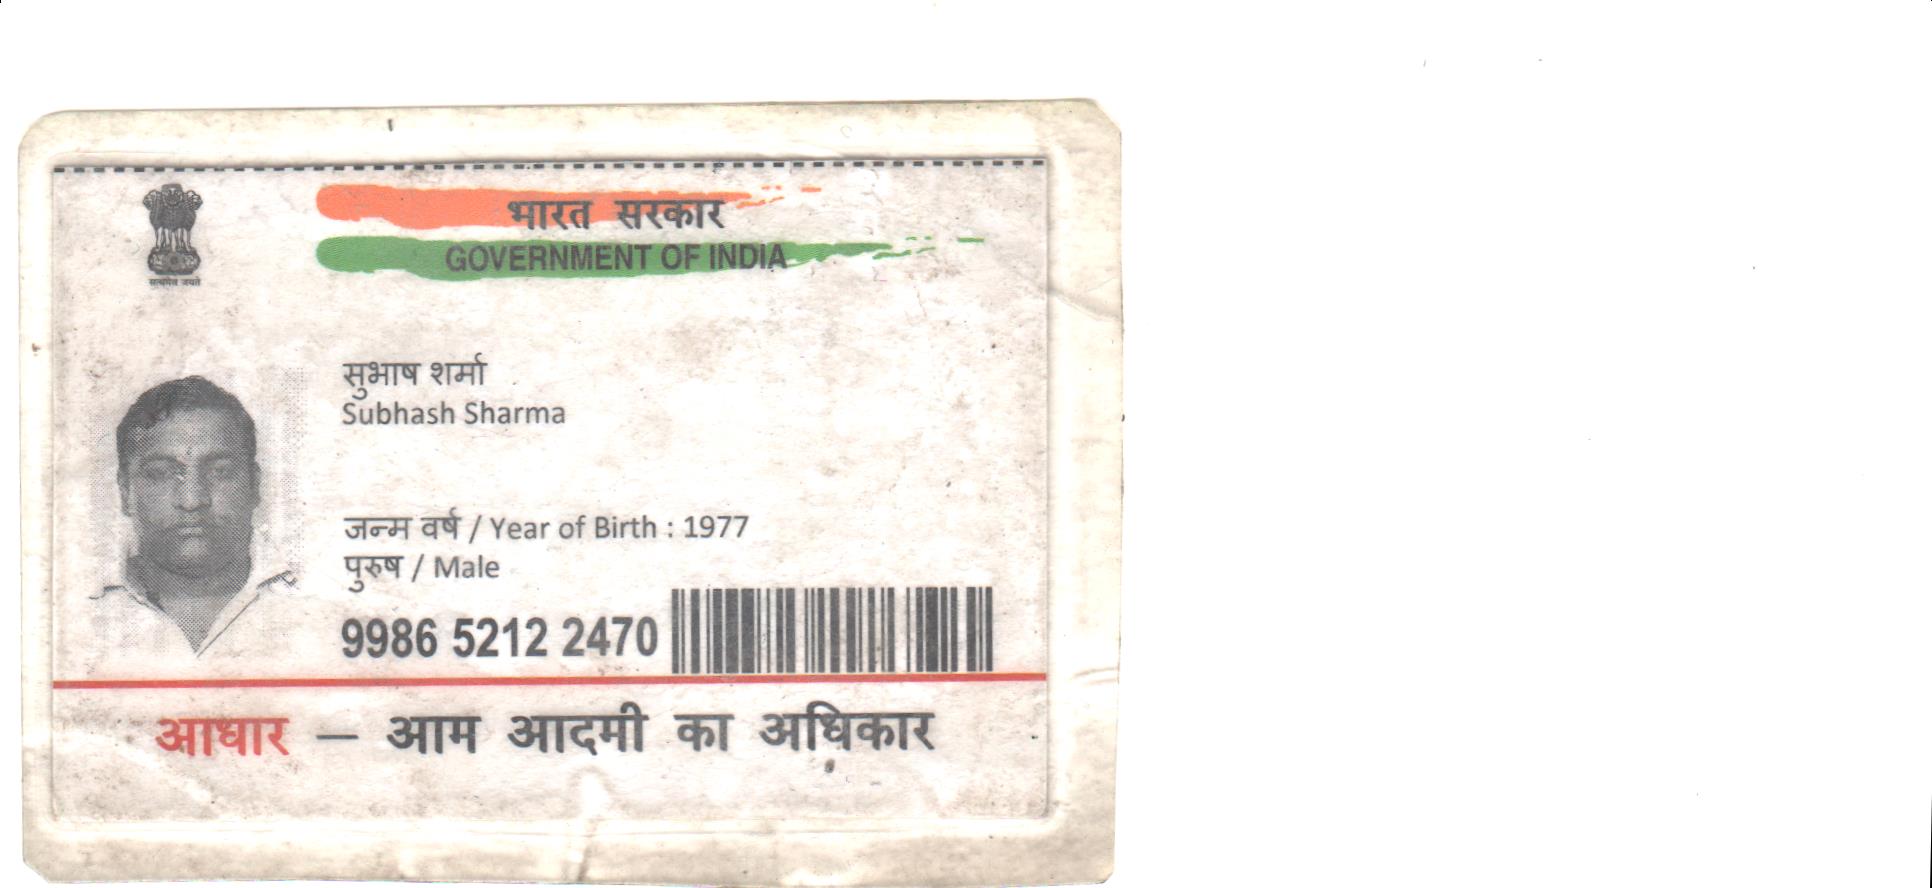 भारत सरकार
GOVERNMENT OF INDIA
सत्यमेव जयते
सुभाष शर्मा
Subhash Sharma
जन्म वर्ष / Year of Birth : 1977
पुरुष / Male
9986 5212 2470
आधार — आम आदमी का अधिकार